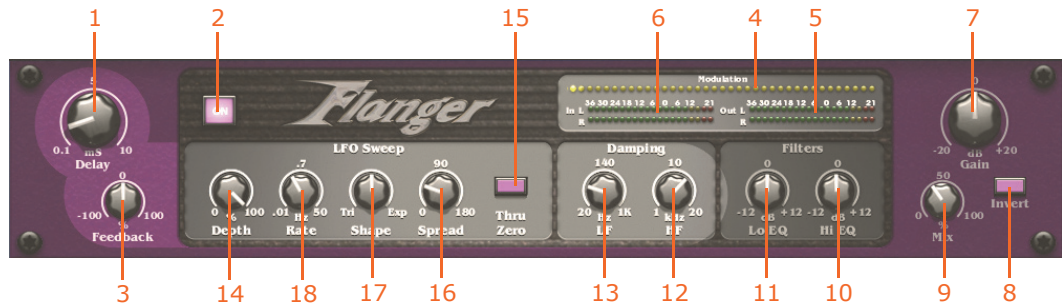 1 2 15 6 4 5 7
5 Modulation 0
ON Flanger 36 30 24 18 12 6 0 6 12 21 36 30 24 18 12 6 0 6 12 21
In L Out L
R R
0.1 mS 10 -20 dB +20
Delay LFO Sweep Damping Filters Gain
0 .7 90 140 10 0 0 50
-100 100 0 % 100 .01 Hz 50 Tri Exp 0 180 Thru 20 Hz 1K 1 kHz 20 -12 dB +12 -12 dB +12 0 100 Invert
% %
Feedback Depth Rate Shape Spread Zero LF HF Lo EQ Hi EQ Mix
3 14 18 17 16 13 12 11 10 9 8